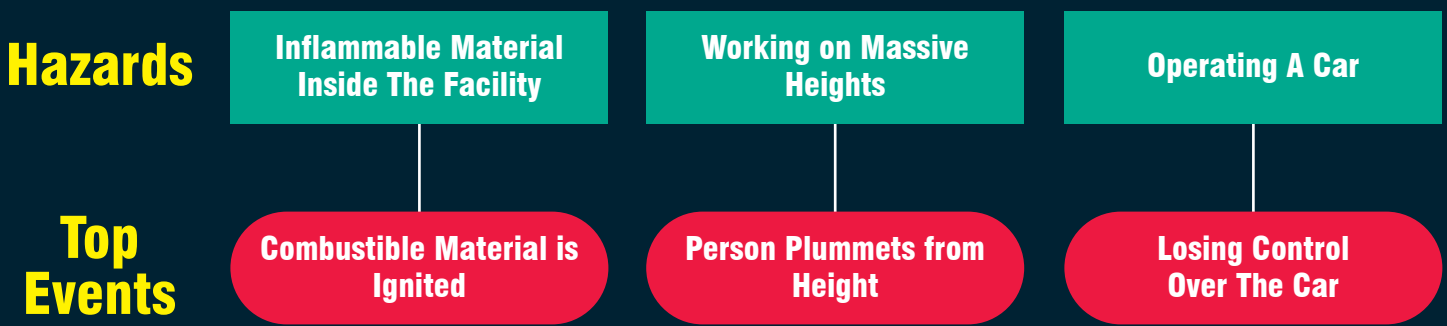 Hazards
Inflammable Material
Inside The Facility
Working on Massive
Heights
Operating A Car
Top
Events
Combustible Material is
Ignited
Person Plummets from
Height
Losing Control
Over The Car